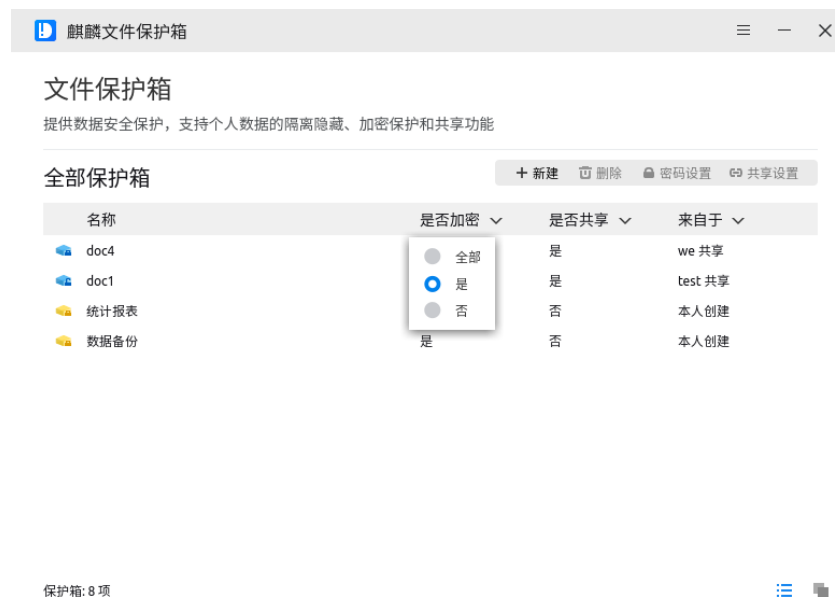 麒麟文件保护箱
文件保护箱
提供数据安全保护，支持个人数据的隔离隐藏、加密保护和共享功能
全部保护箱 新建 删除 密码设置 共享设置
名称 是否加密 是否共享 来自于
doc4 是 we 共享
doc1 是 test 共享
统计报表 否 本人创建
数据备份 是 否 本人创建
全部
是
否
保护箱: 8 项